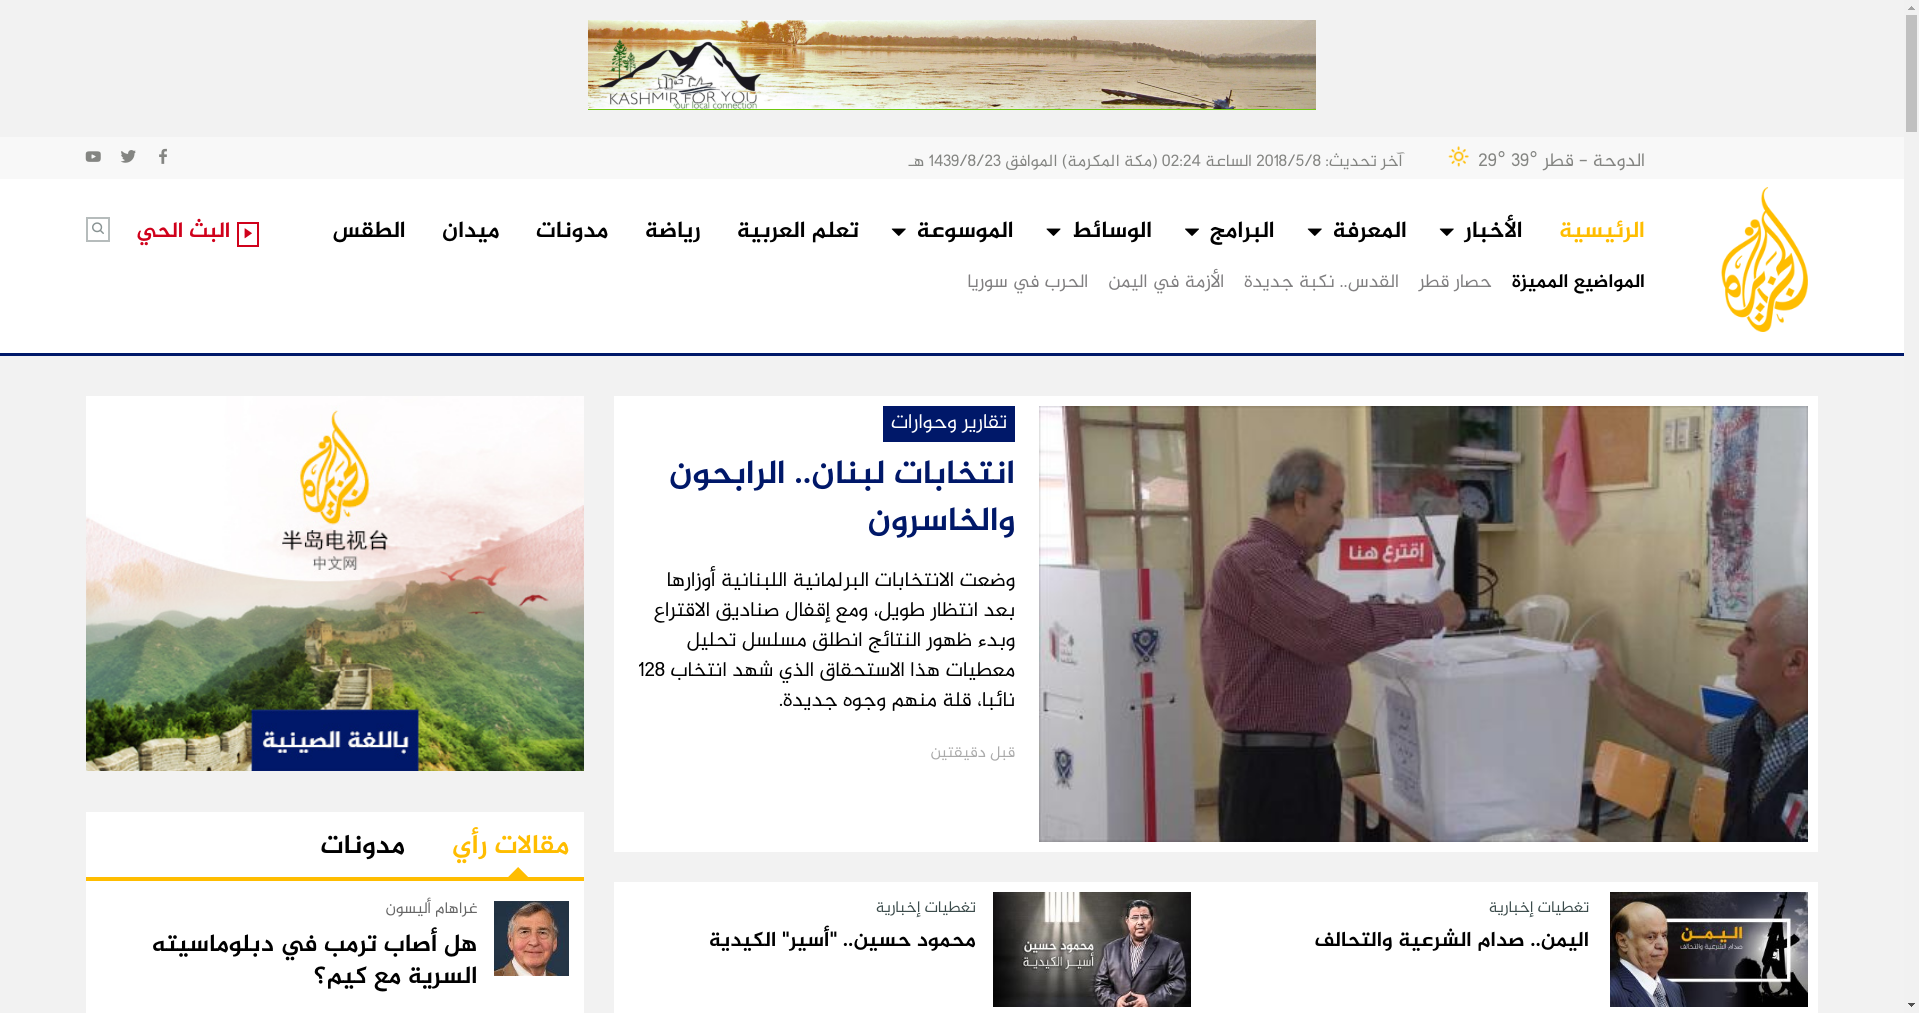 KASHMIR FOR YOU
our local connection
الدوحة - قطر 39° 29°
آخر تحديث: 2018/5/8 الساعة 02:24 (مكة المكرمة) الموافق 1439/8/23 هـ
الرئيسية الأخبار المعرفة البرامج الوسائط الموسوعة تعلم العربية رياضة مدونات ميدان الطقس البث الحي
المواضيع المميزة حصار قطر القدس.. نكبة جديدة الأزمة في اليمن الحرب في سوريا
الجزيرة
إقترع هنا
تقارير وحوارات
انتخابات لبنان.. الرابحون
والخاسرون
وضعت الانتخابات البرلمانية اللبنانية أوزارها
بعد انتظار طويل، ومع إقفال صناديق الاقتراع
وبدء ظهور النتائج انطلق مسلسل تحليل
معطيات هذا الاستحقاق الذي شهد انتخاب 128
نائبا، قلة منهم وجوه جديدة.
قبل دقيقتين
الجزيرة
半岛电视台
中文网
باللغة الصينية
اليمن
صدام الشرعية والتحالف
تغطيات إخبارية
اليمن.. صدام الشرعية والتحالف
محمود حسين
أسير الكيدية
تغطيات إخبارية
محمود حسين.. "أسير" الكيدية
مقالات رأي مدونات
غراهام أليسون
هل أصاب ترمب في دبلوماسيته
السرية مع كيم؟